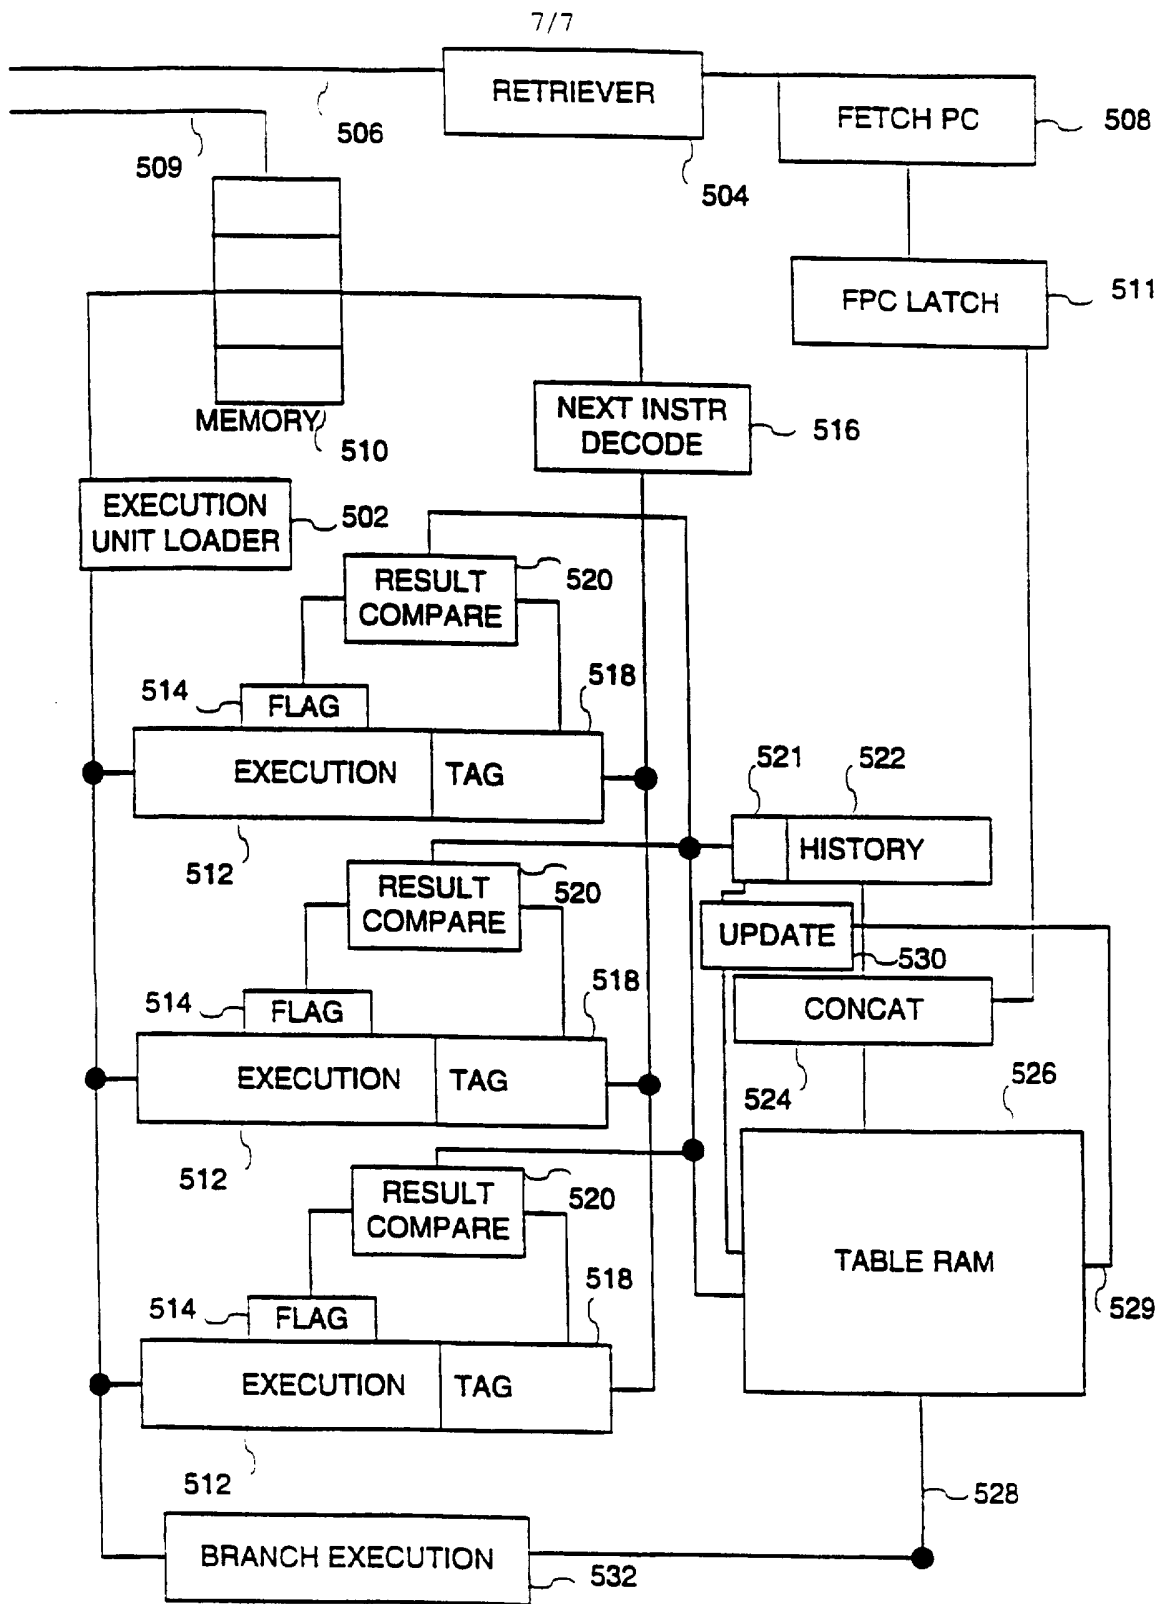 7/7
RETRIEVER
FETCH PC
508
506
509
504
FPC LATCH
511
MEMORY
510
NEXT INSTR
DECODE
516
EXECUTION
UNIT LOADER
502
RESULT
COMPARE
520
514
FLAG
518
EXECUTION
TAG
512
521
522
HISTORY
RESULT
COMPARE
520
UPDATE
530
514
FLAG
518
CONCAT
EXECUTION
TAG
524
526
512
RESULT
COMPARE
520
TABLE RAM
529
514
FLAG
518
EXECUTION
TAG
512
528
BRANCH EXECUTION
532